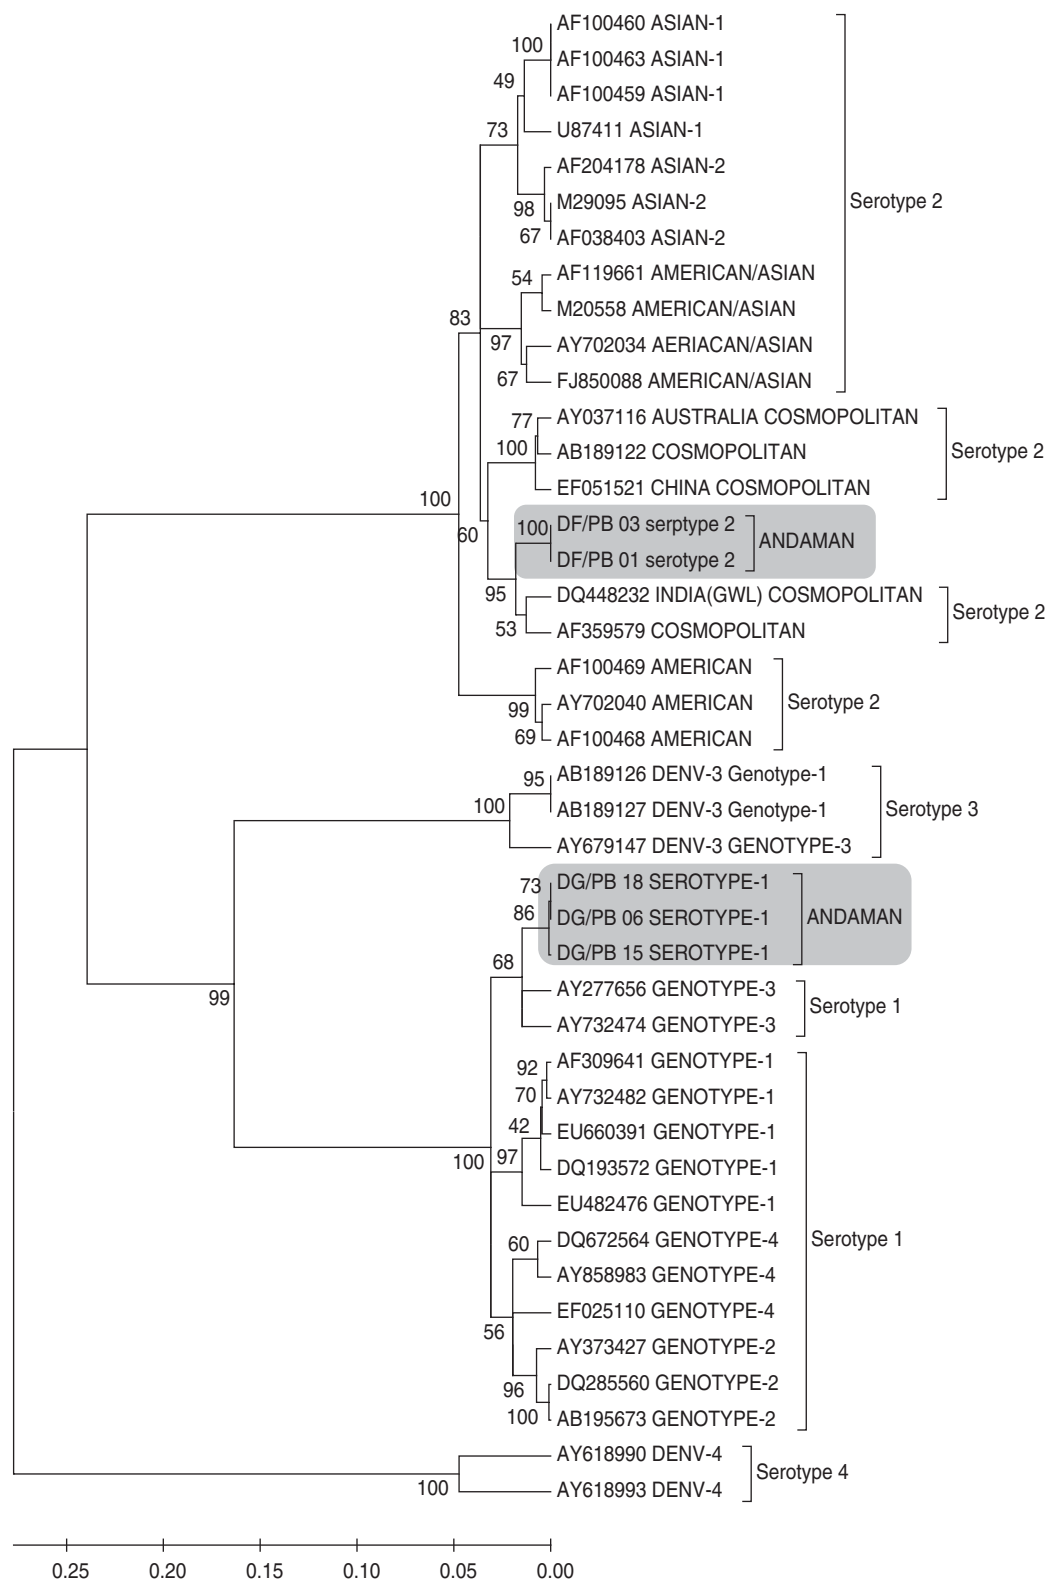 AF100460 ASIAN-1
100
AF100463 ASIAN-1
49
AF100459 ASIAN-1
73
U87411 ASIAN-1
AF204178 ASIAN-2
98
M29095 ASIAN-2
Serotype 2
67
AF038403 ASIAN-2
54
AF119661 AMERICAN/ASIAN
83
M20558 AMERICAN/ASIAN
97
AY702034 AERIACAN/ASIAN
67
FJ850088 AMERICAN/ASIAN
77
AY037116 AUSTRALIA COSMOPOLITAN
100
AB189122 COSMOPOLITAN
Serotype 2
EF051521 CHINA COSMOPOLITAN
100
60
100
DF/PB 03 serptype 2
ANDAMAN
DF/PB 01 serotype 2
95
DQ448232 INDIA(GWL) COSMOPOLITAN
Serotype 2
53
AF359579 COSMOPOLITAN
AF100469 AMERICAN
99
AY702040 AMERICAN
Serotype 2
69
AF100468 AMERICAN
95
AB189126 DENV-3 Genotype-1
100
AB189127 DENV-3 Genotype-1
Serotype 3
AY679147 DENV-3 GENOTYPE-3
73
DG/PB 18 SEROTYPE-1
86
DG/PB 06 SEROTYPE-1
ANDAMAN
DG/PB 15 SEROTYPE-1
68
99
AY277656 GENOTYPE-3
Serotype 1
AY732474 GENOTYPE-3
92
AF309641 GENOTYPE-1
70
AY732482 GENOTYPE-1
42
EU660391 GENOTYPE-1
100
97
DQ193572 GENOTYPE-1
EU482476 GENOTYPE-1
60
DQ672564 GENOTYPE-4
Serotype 1
AY858983 GENOTYPE-4
EF025110 GENOTYPE-4
56
AY373427 GENOTYPE-2
96
DQ285560 GENOTYPE-2
100
AB195673 GENOTYPE-2
AY618990 DENV-4
Serotype 4
100
AY618993 DENV-4
0.25 0.20 0.15 0.10 0.05 0.00